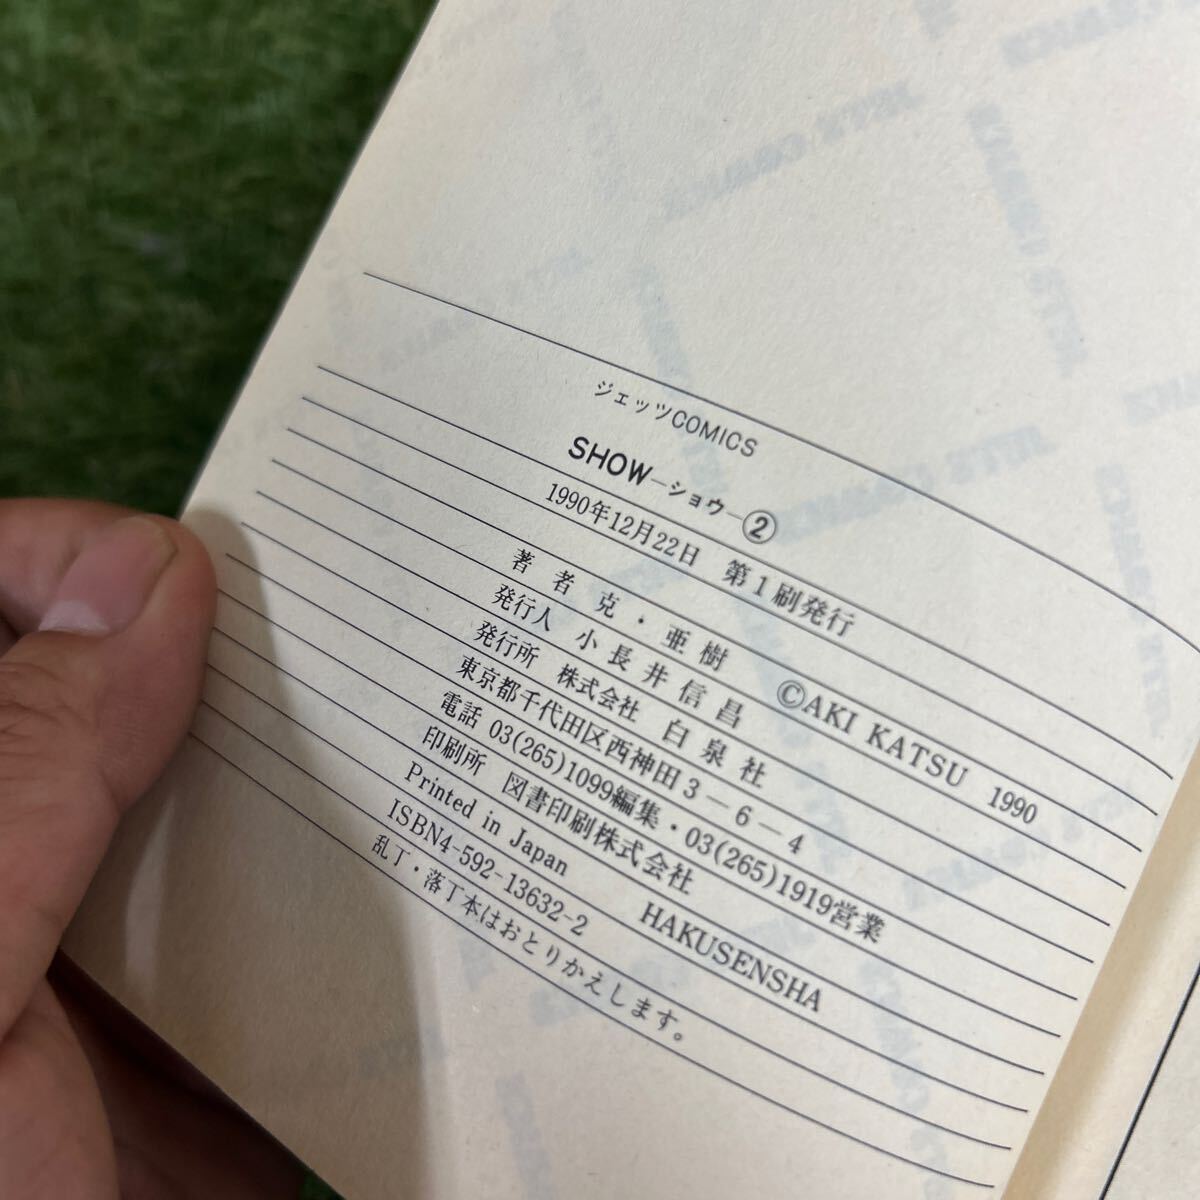 ジェッツCOMICS
SHOW—ショウ—②
1990年12月22日 第1刷発行
著者 克・亜樹 ©AKI KATSU 1990
発行人 小長井信昌
発行所 株式会社 白泉社
東京都千代田区西神田3-6-4
電話 03(265)1099編集・03(265)1919営業
印刷所 図書印刷株式会社
Printed in Japan HAKUSENSHA
ISBN4-592-13632-2
乱丁・落丁本はおとりかえします。